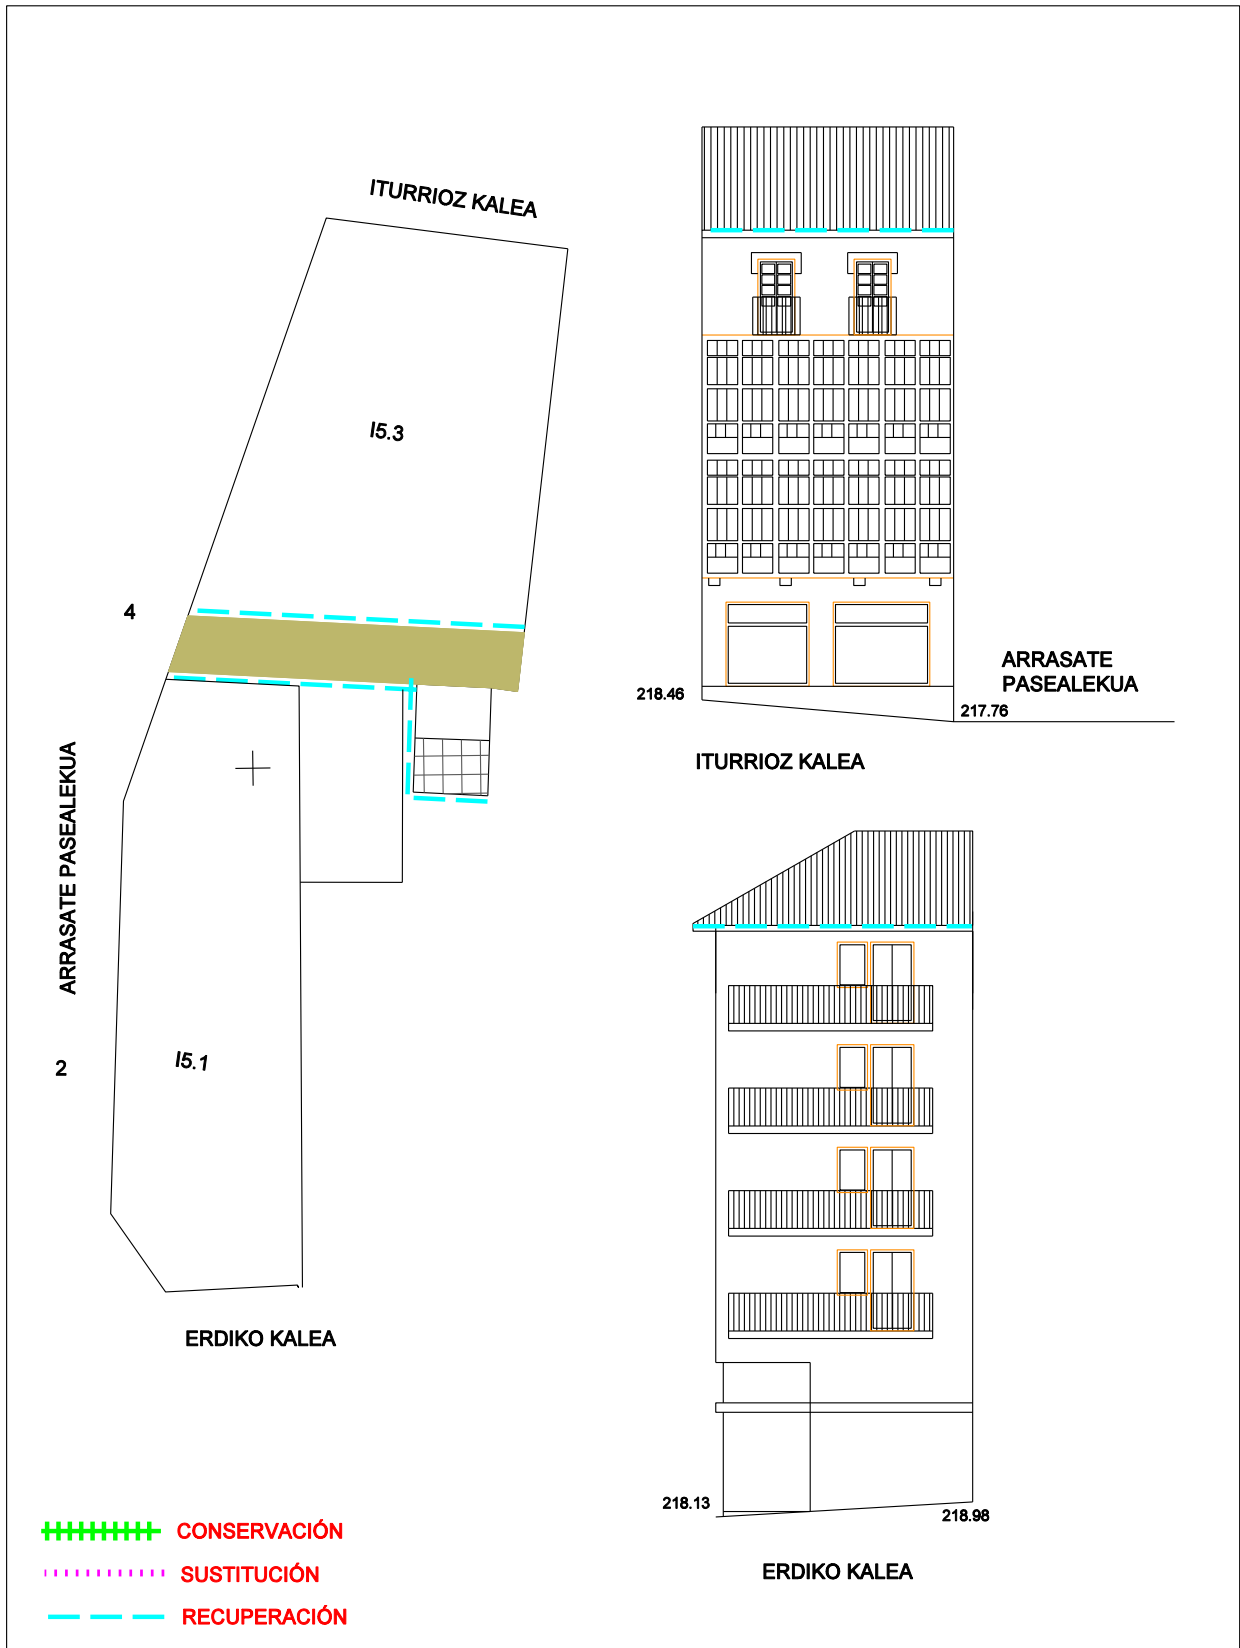 ITURRIOZ KALEA
I5.3
4
ARRASATE PASEALEKUA
2
I5.1
ERDIKO KALEA
218.46
217.76
ARRASATE
PASEALEKUA
ITURRIOZ KALEA
218.13
218.98
ERDIKO KALEA
CONSERVACIÓN
SUSTITUCIÓN
RECUPERACIÓN